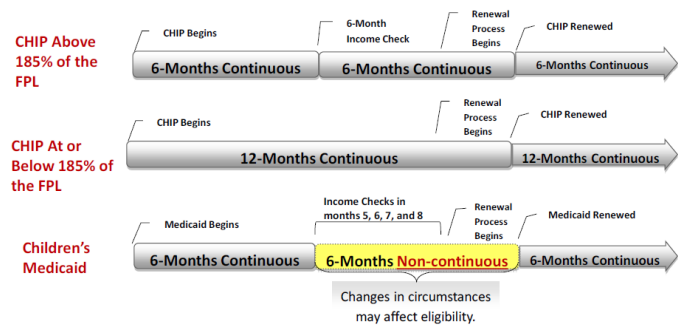 CHIP Above
185% of the
FPL
CHIP Begins
6-Month
Income Check
Renewal
Process
Begins
CHIP Renewed
6-Months Continuous
6-Months Continuous
6-Months Continuous
CHIP At or
Below 185% of
the FPL
CHIP Begins
Renewal
Process
Begins
CHIP Renewed
12-Months Continuous
12-Months Continuous
Children's
Medicaid
Medicaid Begins
Income Checks in
months 5, 6, 7, and 8
Renewal
Process
Begins
Medicaid Renewed
6-Months Continuous
6-Months Non-continuous
6-Months Continuous
Changes in circumstances
may affect eligibility.